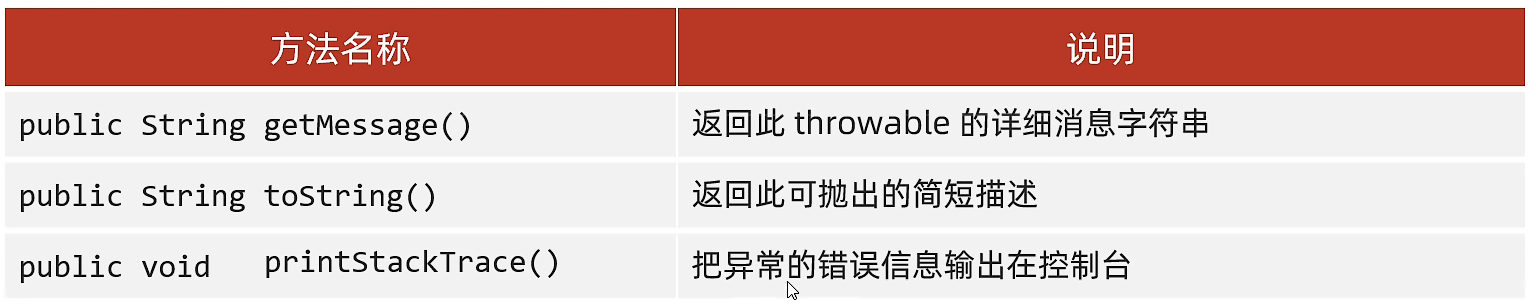 方法名称 说明
public String getMessage() 返回此 throwable 的详细消息字符串
public String toString() 返回此可抛出的简短描述
public void printStackTrace() 把异常的错误信息输出在控制台